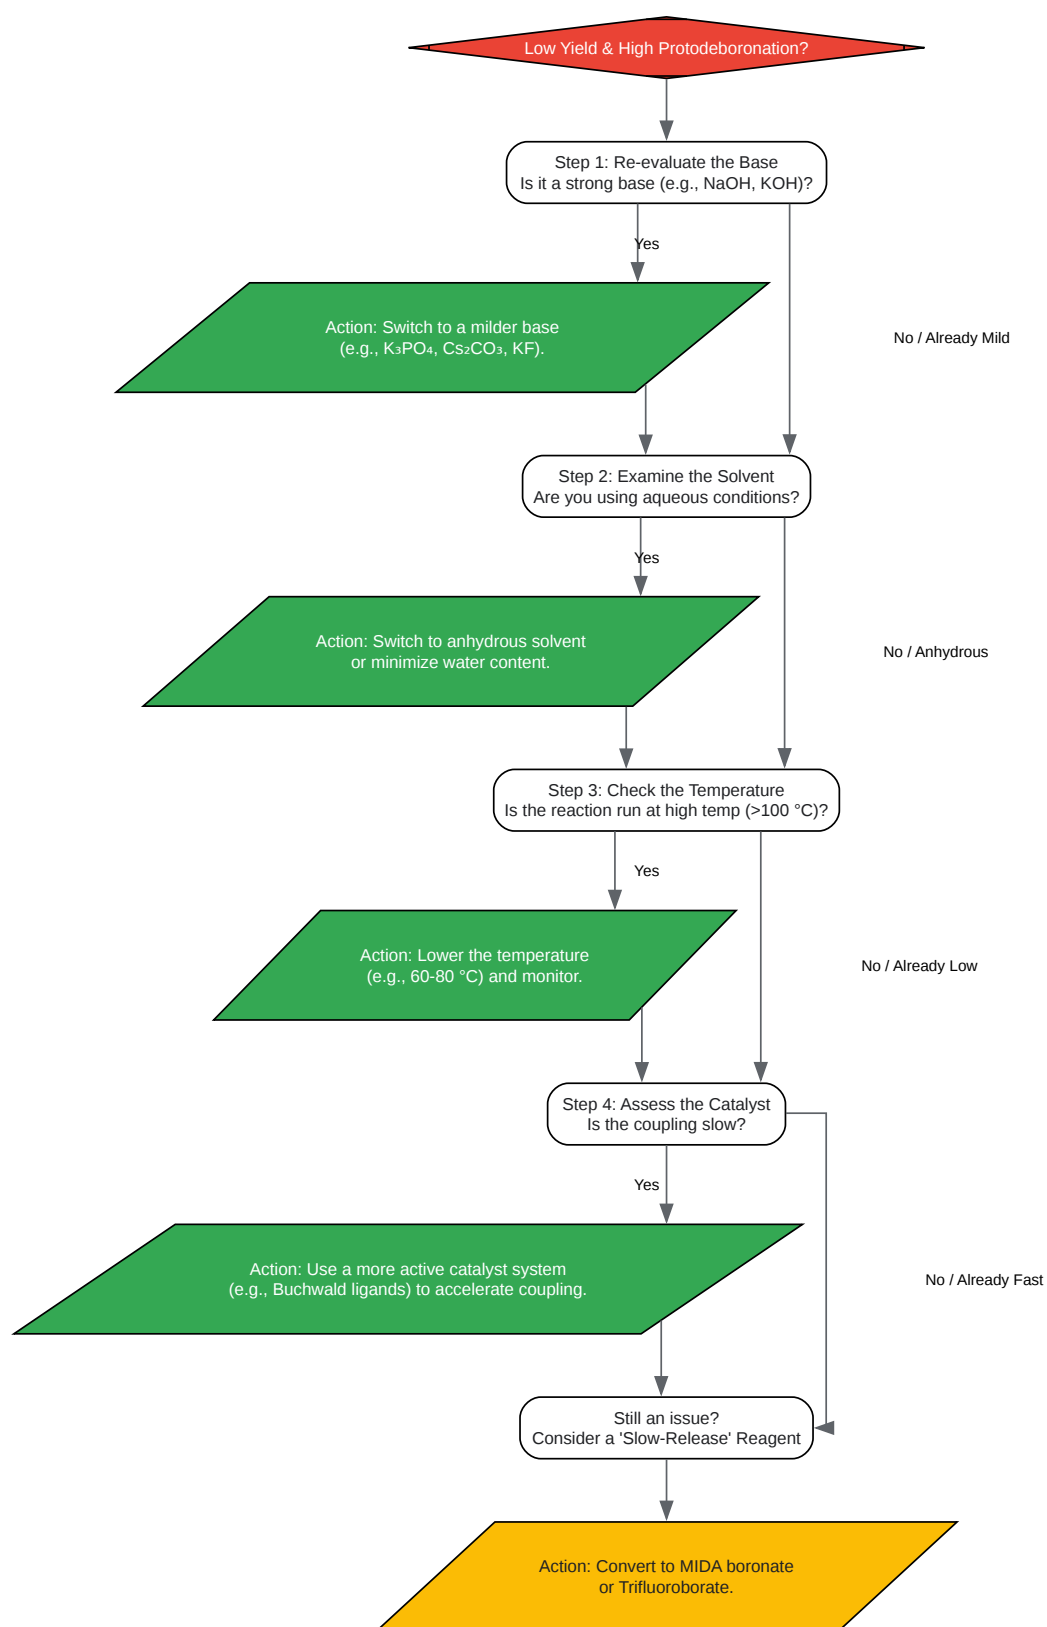 Low Yield & High Protodeboronation?
Step 1: Re-evaluate the Base
Is it a strong base (e.g., NaOH, KOH)?
Yes
Action: Switch to a milder base
(e.g., K₃PO₄, Cs₂CO₃, KF).
No / Already Mild
Step 2: Examine the Solvent
Are you using aqueous conditions?
Yes
Action: Switch to anhydrous solvent
or minimize water content.
No / Anhydrous
Step 3: Check the Temperature
Is the reaction run at high temp (>100 °C)?
Yes
Action: Lower the temperature
(e.g., 60-80 °C) and monitor.
No / Already Low
Step 4: Assess the Catalyst
Is the coupling slow?
Yes
Action: Use a more active catalyst system
(e.g., Buchwald ligands) to accelerate coupling.
No / Already Fast
Still an issue?
Consider a 'Slow-Release' Reagent
Action: Convert to MIDA boronate
or Trifluoroborate.